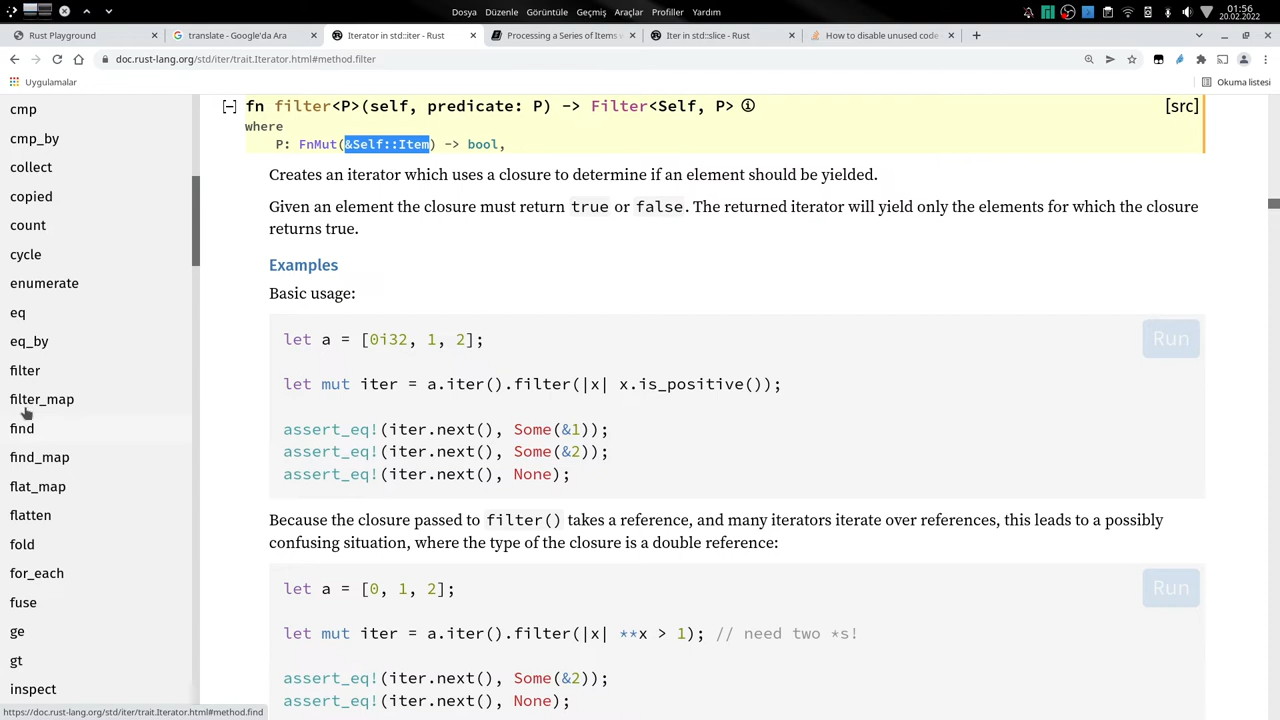 Dosya Düzenle Görüntüle Geçmiş Araçlar Profiller Yardım
01:56
20.02.2022
Rust Playground
translate - Google'da Ara
Iterator in std::iter - Rust
Processing a Series of Items
Iter in std::slice - Rust
How to disable unused code
doc.rust-lang.org/std/iter/trait.Iterator.html#method.filter
Uygulamalar
Okuma listesi
cmp
cmp_by
collect
copied
count
cycle
enumerate
eq
eq_by
filter
filter_map
find
find_map
flat_map
flatten
fold
for_each
fuse
ge
gt
inspect
[-] fn filter<P>(self, predicate: P) -> Filter<Self, P> ⓘ [src]
where
P: FnMut(&Self::Item) -> bool,
Creates an iterator which uses a closure to determine if an element should be yielded.
Given an element the closure must return true or false. The returned iterator will yield only the elements for which the closure
returns true.
Examples
Basic usage:
Run
let a = [0i32, 1, 2];
let mut iter = a.iter().filter(|x| x.is_positive());
assert_eq!(iter.next(), Some(&1));
assert_eq!(iter.next(), Some(&2));
assert_eq!(iter.next(), None);
Because the closure passed to filter() takes a reference, and many iterators iterate over references, this leads to a possibly
confusing situation, where the type of the closure is a double reference:
Run
let a = [0, 1, 2];
let mut iter = a.iter().filter(|x| **x > 1); // need two *s!
assert_eq!(iter.next(), Some(&2));
assert_eq!(iter.next(), None);
https://doc.rust-lang.org/std/iter/trait.Iterator.html#method.find